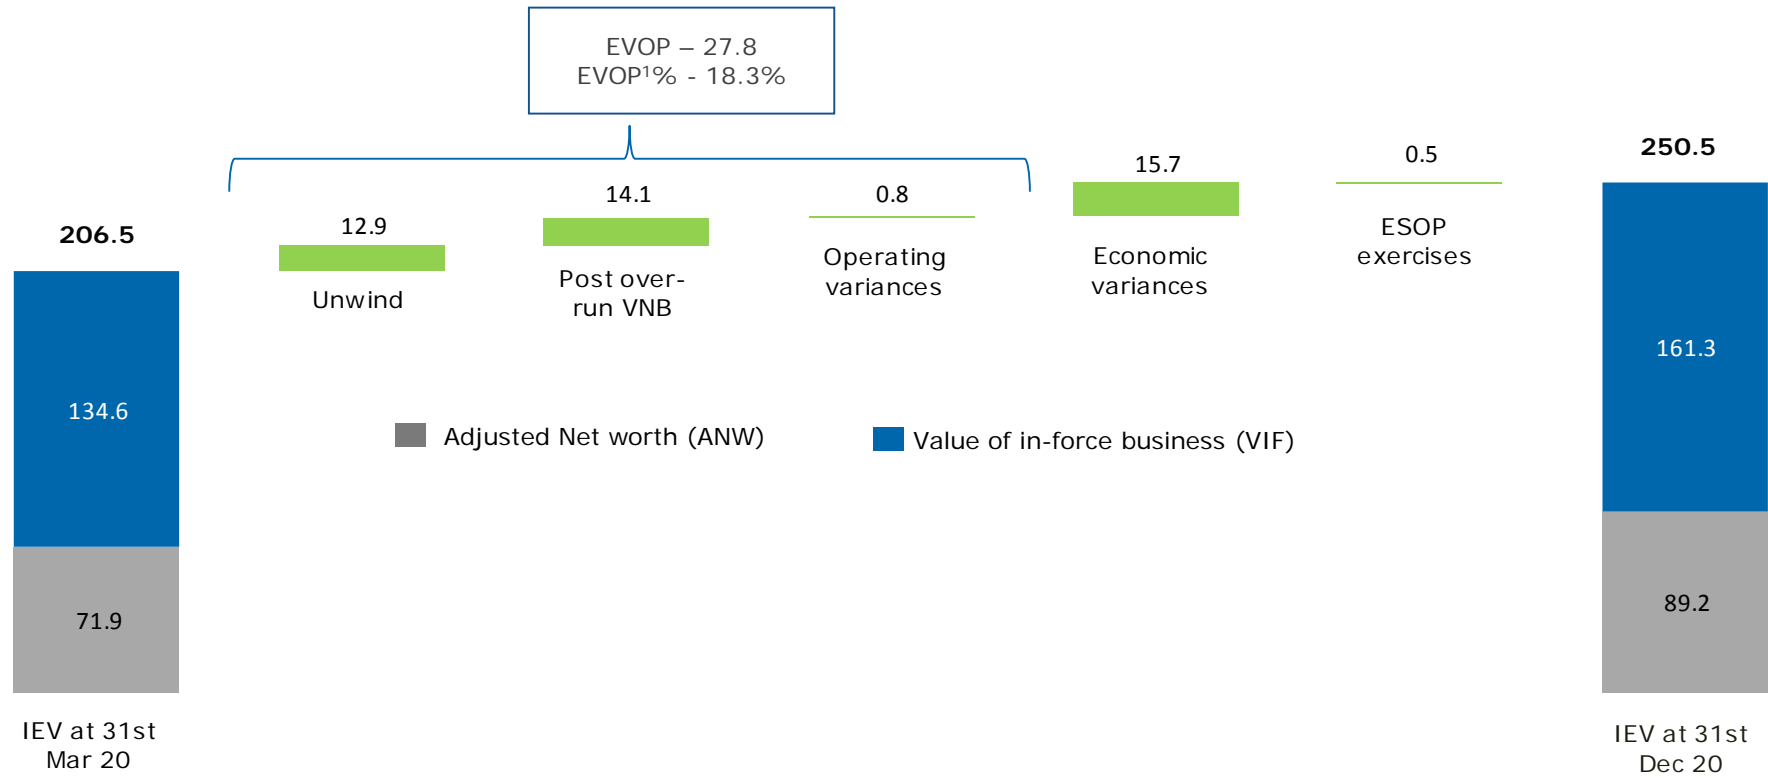 EVOP – 27.8
EVOP¹% - 18.3%
206.5
12.9
14.1
0.8
15.7
0.5
250.5
Unwind
Post over-
run VNB
Operating
variances
Economic
variances
ESOP
exercises
134.6
71.9
161.3
89.2
Adjusted Net worth (ANW)
Value of in-force business (VIF)
IEV at 31st
Mar 20
IEV at 31st
Dec 20